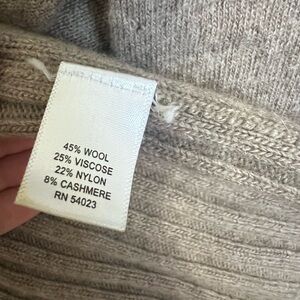 45% WOOL
25% VISCOSE
22% NYLON
8% CASHMERE
RN 54023